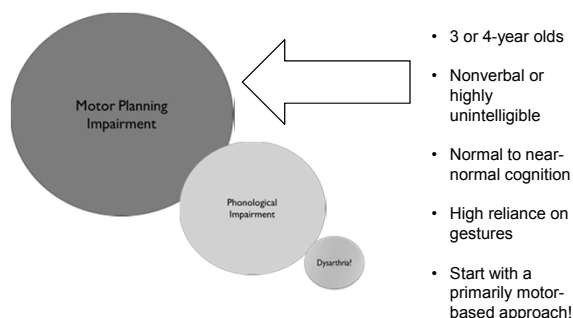 Motor Planning
Impairment
Phonological
Impairment
Dysarthria?
• 3 or 4-year olds
• Nonverbal or
highly
unintelligible
• Normal to near-
normal cognition
• High reliance on
gestures
• Start with a
primarily motor-
based approach!